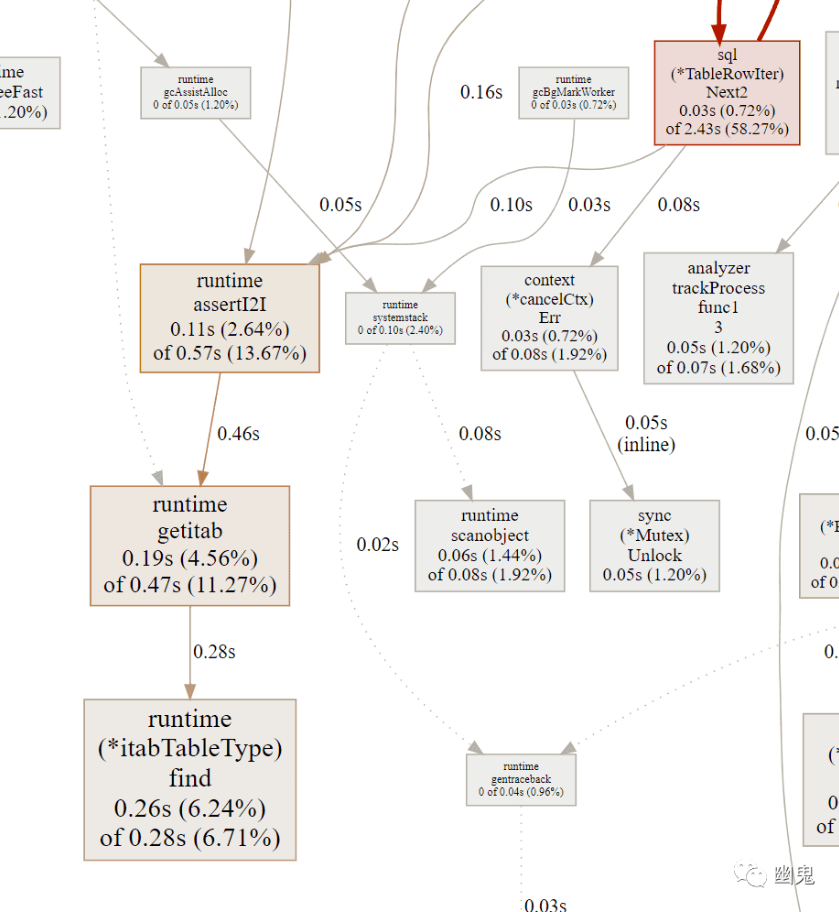 eeFast
.20%)
runtime
gcAssistAlloc
0 of 0.05s (1.20%)
0.16s
runtime
gcBgMarkWorker
0 of 0.03s (0.72%)
sql
(*TableRowIter)
Next2
0.03s (0.72%)
of 2.43s (58.27%)
0.05s
0.10s
0.03s
0.08s
runtime
assertI2I
0.11s (2.64%)
of 0.57s (13.67%)
runtime
systemstack
0 of 0.10s (2.40%)
context
(*cancelCtx)
Err
0.03s (0.72%)
of 0.08s (1.92%)
analyzer
trackProcess
func1
3
0.05s (1.20%)
of 0.07s (1.68%)
0.46s
0.08s
0.05s
(inline)
0.05
runtime
getitab
0.19s (4.56%)
of 0.47s (11.27%)
0.02s
runtime
scanobject
0.06s (1.44%)
of 0.08s (1.92%)
sync
(*Mutex)
Unlock
0.05s (1.20%)
of 0
0.28s
0.
runtime
(*itabTableType)
find
0.26s (6.24%)
of 0.28s (6.71%)
runtime
gentraceback
0 of 0.04s (0.96%)
of
幽鬼
0.03s